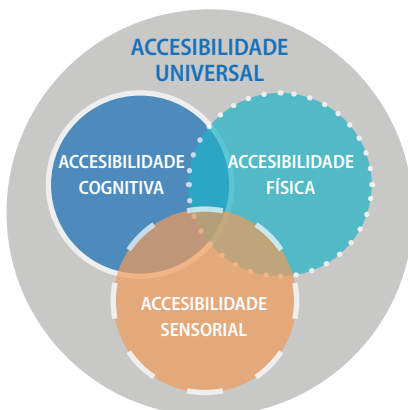 ACCESIBILIDADE
UNIVERSAL
ACCESIBILIDADE
COGNITIVA
ACCESIBILIDADE
FÍSICA
ACCESIBILIDADE
SENSORIAL